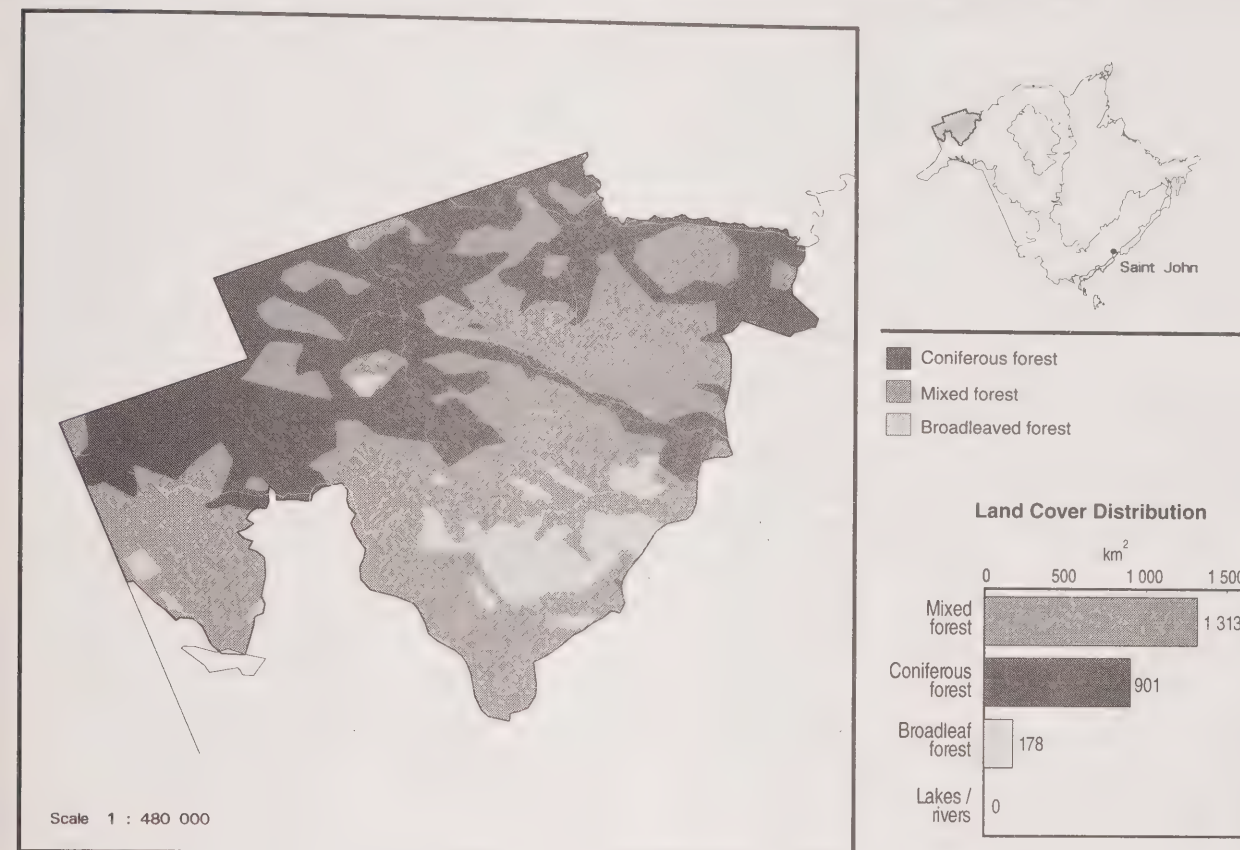 Saint John
Coniferous forest
Mixed forest
Broadleaved forest
Land Cover Distribution
km²
0 500 1 000 1 500
Mixed
forest
1 313
Coniferous
forest
901
Broadleaf
forest
178
Lakes /
rivers
0
Scale 1 : 480 000